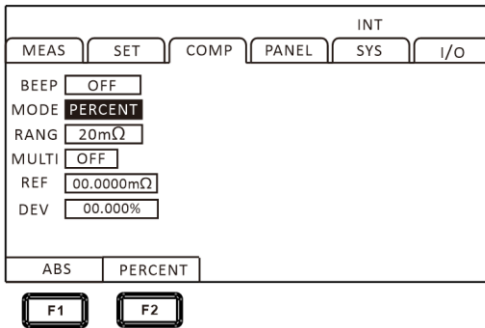 INT
MEAS SET COMP PANEL SYS I/O
BEEP OFF
MODE PERCENT
RANG 20mΩ
MULTI OFF
REF 00.0000mΩ
DEV 00.000%
ABS PERCENT
F1 F2